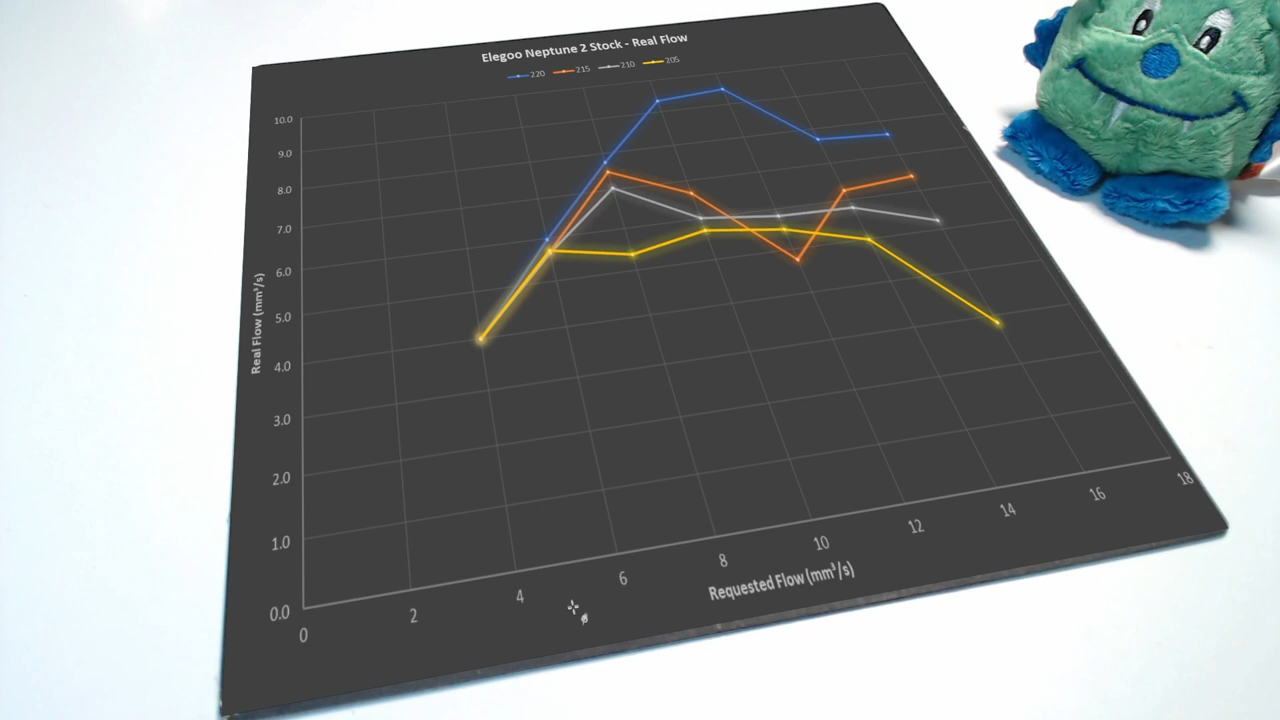 Elegoo Neptune 2 Stock - Real Flow
220 215 210 205
10.0
9.0
8.0
7.0
6.0
5.0
4.0
3.0
2.0
1.0
0.0
Real Flow (mm³/s)
0 2 4 6 8 10 12 14 16 18
Requested Flow (mm³/s)